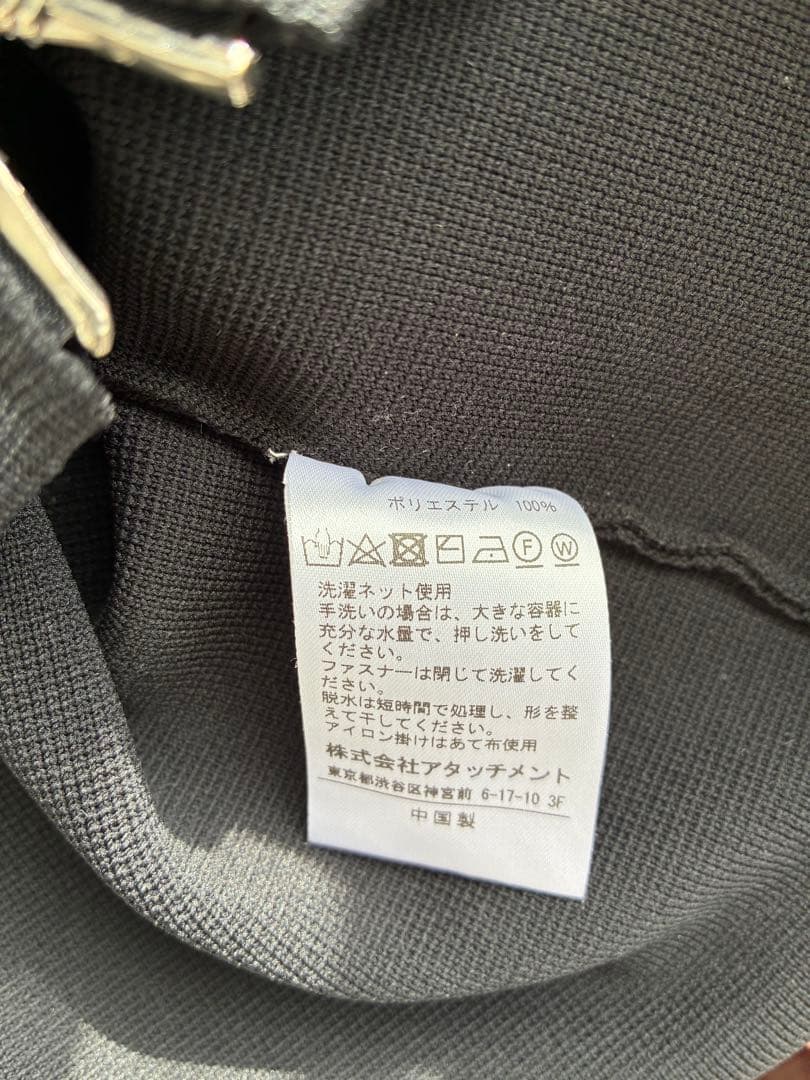 ポリエステル 100%
F W
洗濯ネット使用
手洗いの場合は、大きな容器に
充分な水量で、押し洗いをして
ください。
ファスナーは閉じて洗濯してく
ださい。
脱水は短時間で処理し、形を整
えて干してください。
アイロン掛けはあて布使用
株式会社アタッチメント
東京都渋谷区神宮前 6-17-10 3F
中国製